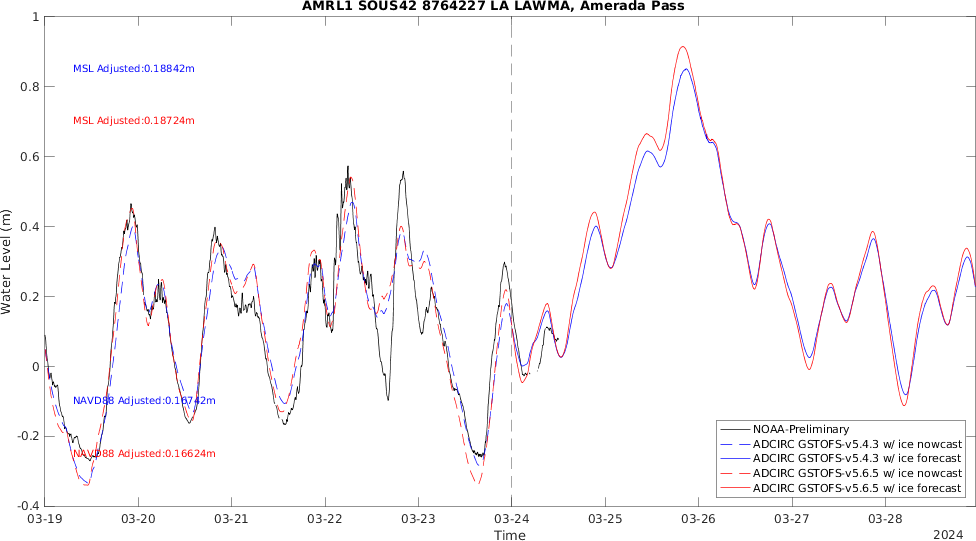 AMRL1 SOUS42 8764227 LA LAWMA, Amerada Pass
1
0.8
0.6
0.4
0.2
0
-0.2
-0.4
Water Level (m)
MSL Adjusted:0.18842m
MSL Adjusted:0.18724m
NAVD88 Adjusted:0.16742m
NAVD88 Adjusted:0.16624m
NOAA-Preliminary
ADCIRC GSTOFS-v5.4.3 w/ ice nowcast
ADCIRC GSTOFS-v5.4.3 w/ ice forecast
ADCIRC GSTOFS-v5.6.5 w/ ice nowcast
ADCIRC GSTOFS-v5.6.5 w/ ice forecast
03-19 03-20 03-21 03-22 03-23 03-24 03-25 03-26 03-27 03-28
Time
2024